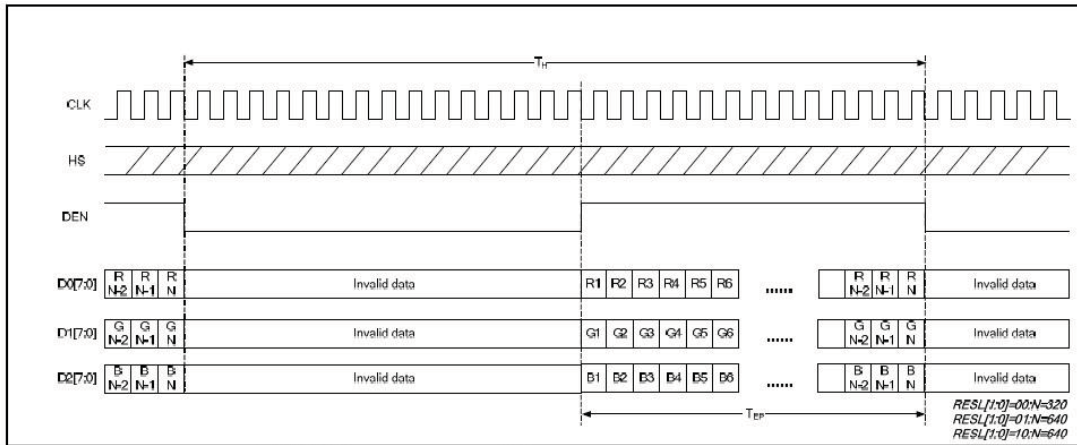 TH
CLK
HS
DEN
D0[7:0] R N-2 R N-1 R N Invalid data R1 R2 R3 R4 R5 R6 ...... R N-2 R N-1 R N Invalid data
D1[7:0] G N-2 G N-1 G N Invalid data G1 G2 G3 G4 G5 G6 ...... G N-2 G N-1 G N Invalid data
D2[7:0] B N-2 B N-1 B N Invalid data B1 B2 B3 B4 B5 B6 ...... B N-2 B N-1 B N Invalid data
TEP
RESL[1:0]=00:N=320
RESL[1:0]=01:N=640
RESL[1:0]=10:N=640